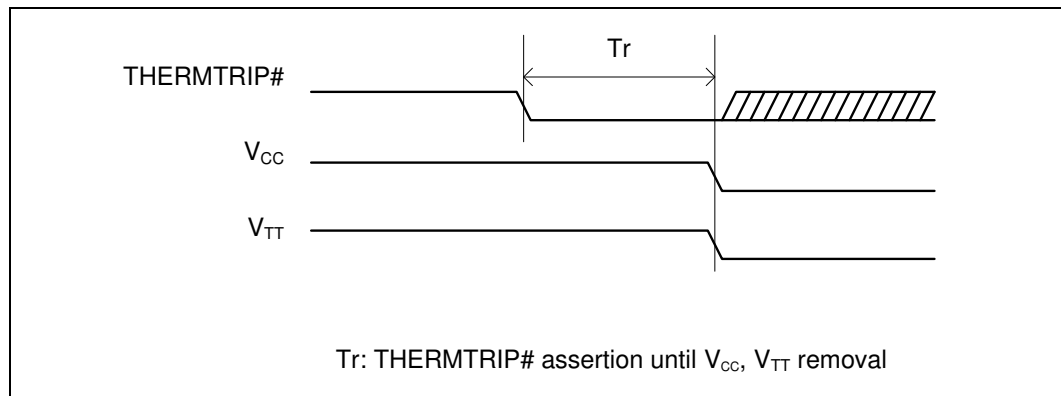 Tr
THERMTRIP#
VCC
VTT
Tr: THERMTRIP# assertion until VCC, VTT removal